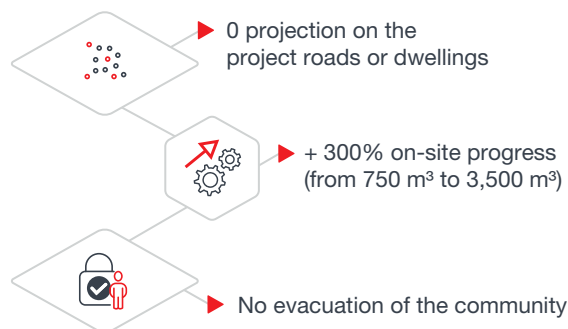 0 projection on the
project roads or dwellings
+ 300% on-site progress
(from 750 m³ to 3,500 m³)
No evacuation of the community